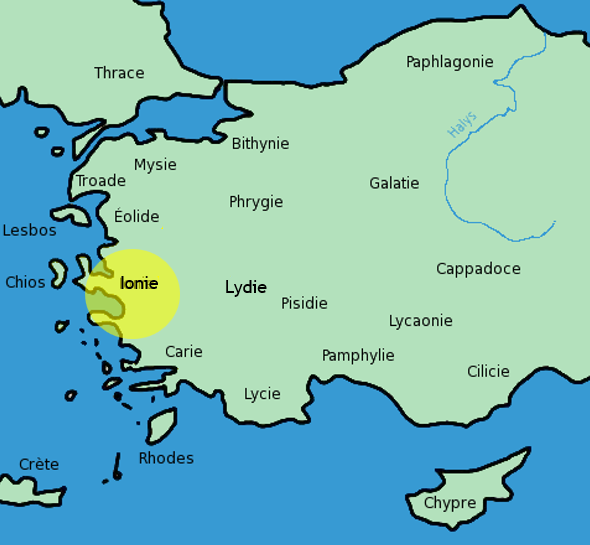 Paphlagonie
Thrace
Halys
Bithynie
Mysie
Troade
Galatie
Phrygie
Éolide
Lesbos
Cappadoce
Chios
Ionie
Lydie
Pisidie
Lycaonie
Carie
Pamphylie
Cilicie
Lycie
Rhodes
Crète
Chypre